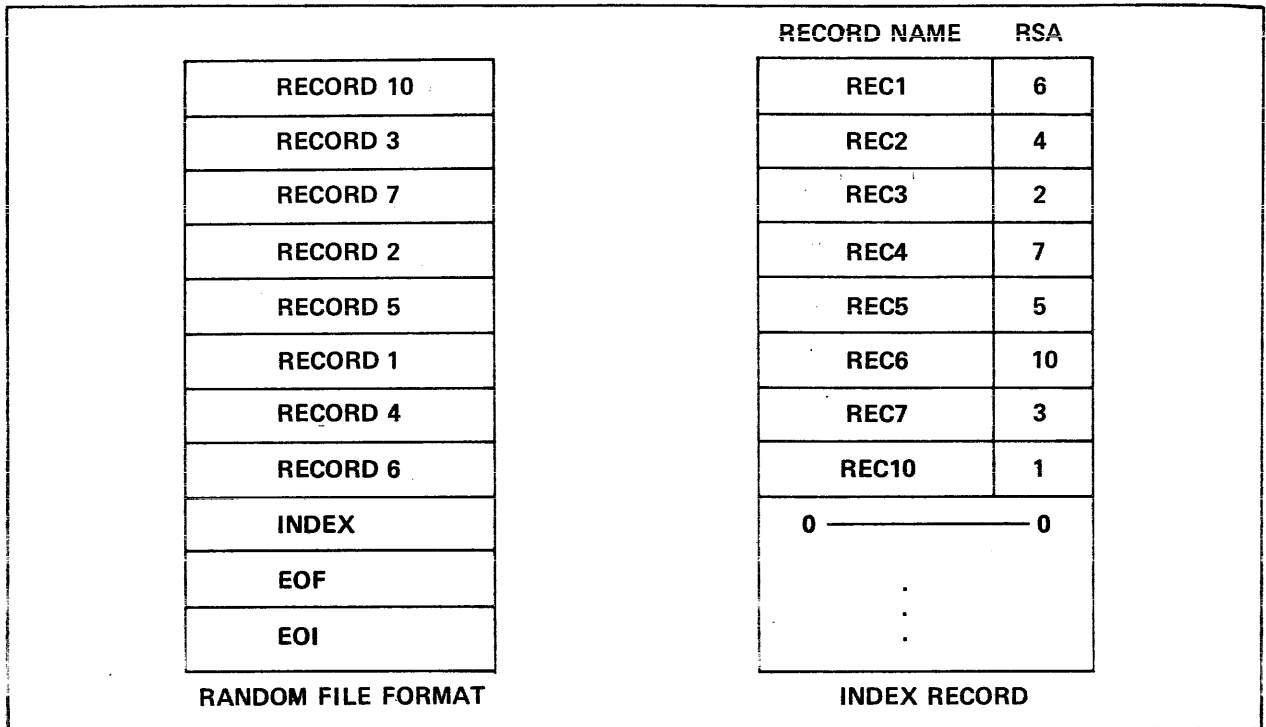 RECORD NAME RSA
RECORD 10
RECORD 3
RECORD 7
RECORD 2
RECORD 5
RECORD 1
RECORD 4
RECORD 6
INDEX
EOF
EOI
RANDOM FILE FORMAT
REC1 6
REC2 4
REC3 2
REC4 7
REC5 5
REC6 10
REC7 3
REC10 1
0 0
.
.
.
INDEX RECORD